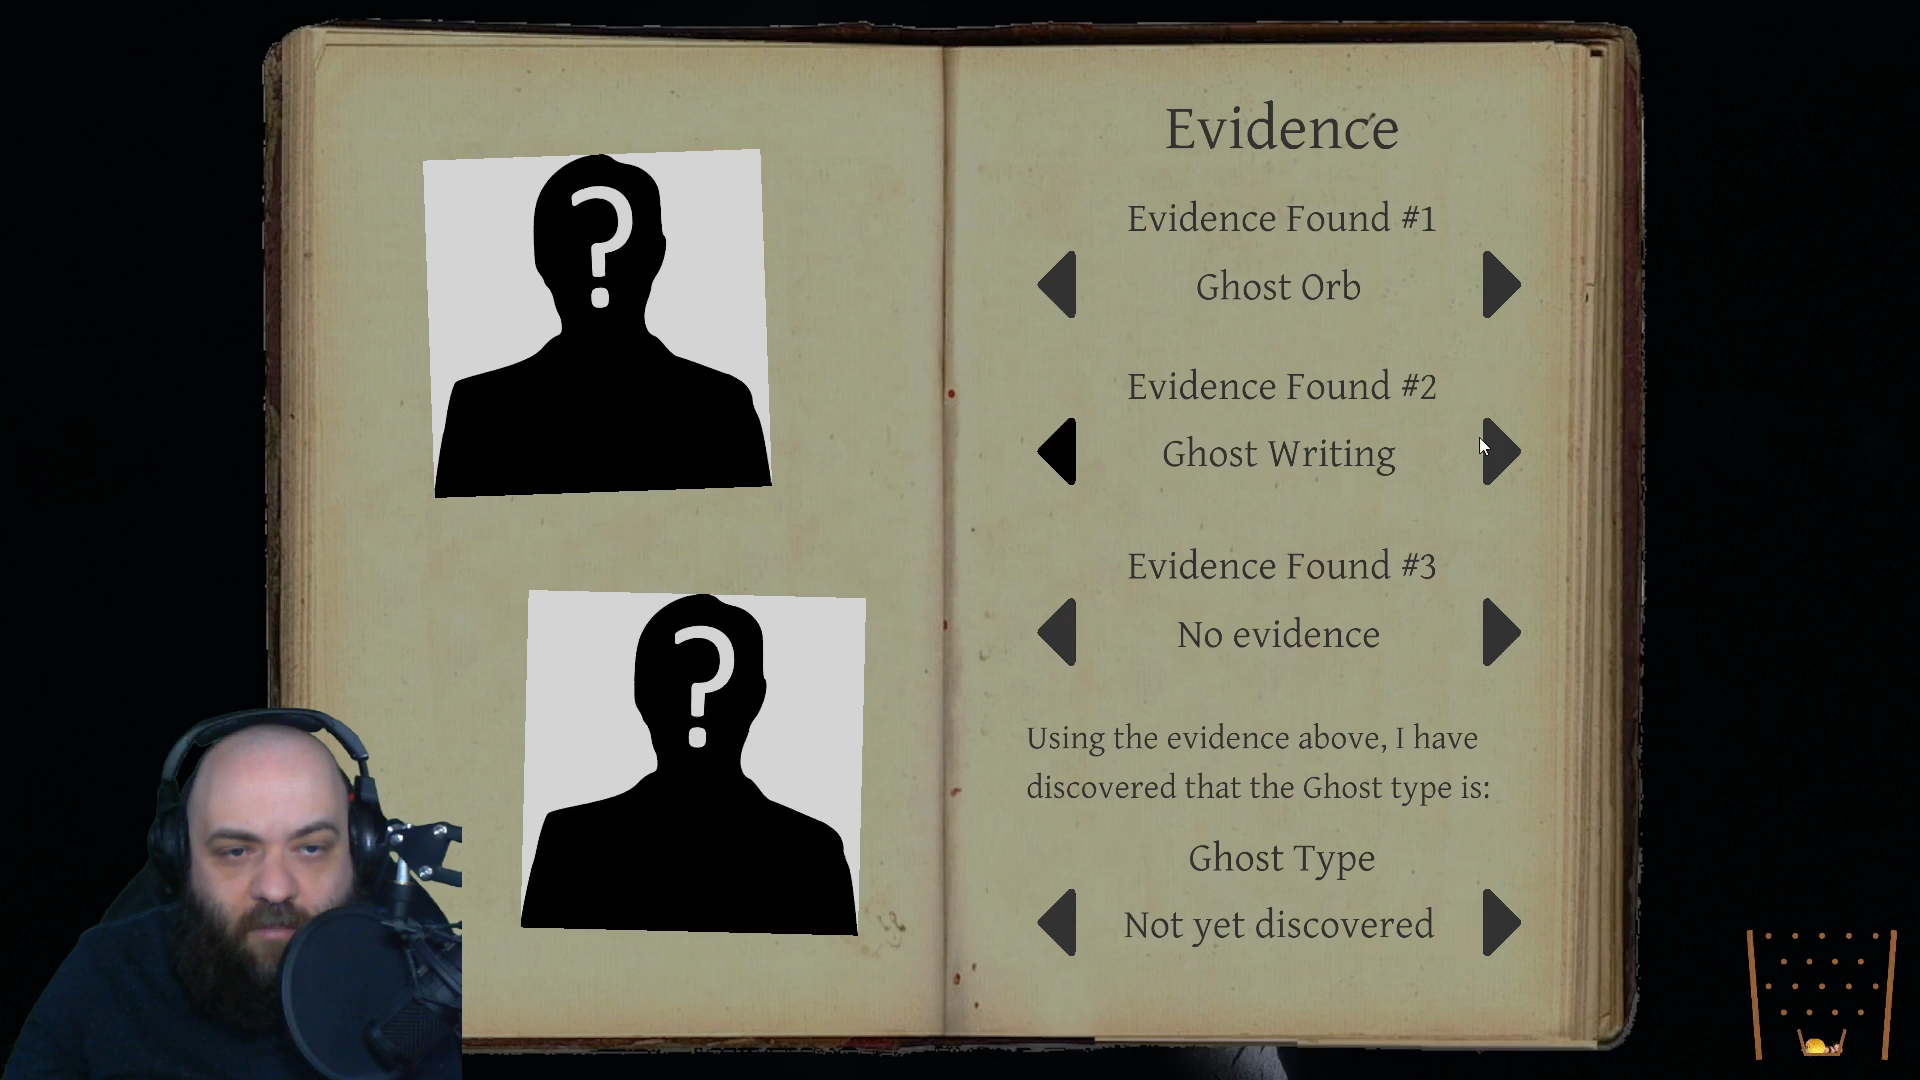 Evidence
Evidence Found #1
Ghost Orb
Evidence Found #2
Ghost Writing
Evidence Found #3
No evidence
Using the evidence above, I have
discovered that the Ghost type is:
Ghost Type
Not yet discovered
?
?